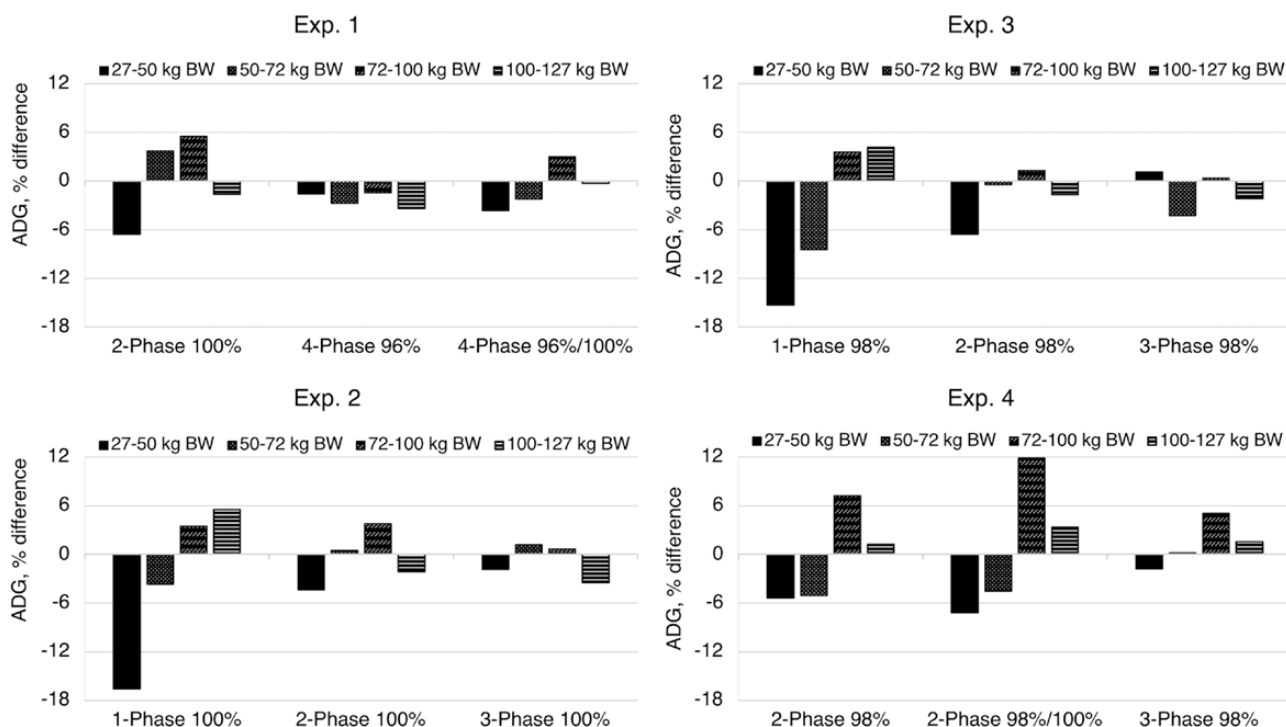 Exp. 1
27-50 kg BW 50-72 kg BW 72-100 kg BW 100-127 kg BW
12
6
0
-6
-12
-18
ADG, % difference
2-Phase 100% 4-Phase 96% 4-Phase 96%/100%
Exp. 3
27-50 kg BW 50-72 kg BW 72-100 kg BW 100-127 kg BW
12
6
0
-6
-12
-18
ADG, % difference
1-Phase 98% 2-Phase 98% 3-Phase 98%
Exp. 2
27-50 kg BW 50-72 kg BW 72-100 kg BW 100-127 kg BW
12
6
0
-6
-12
-18
ADG, % difference
1-Phase 100% 2-Phase 100% 3-Phase 100%
Exp. 4
27-50 kg BW 50-72 kg BW 72-100 kg BW 100-127 kg BW
12
6
0
-6
-12
-18
ADG, % difference
2-Phase 98% 2-Phase 98%/100% 3-Phase 98%